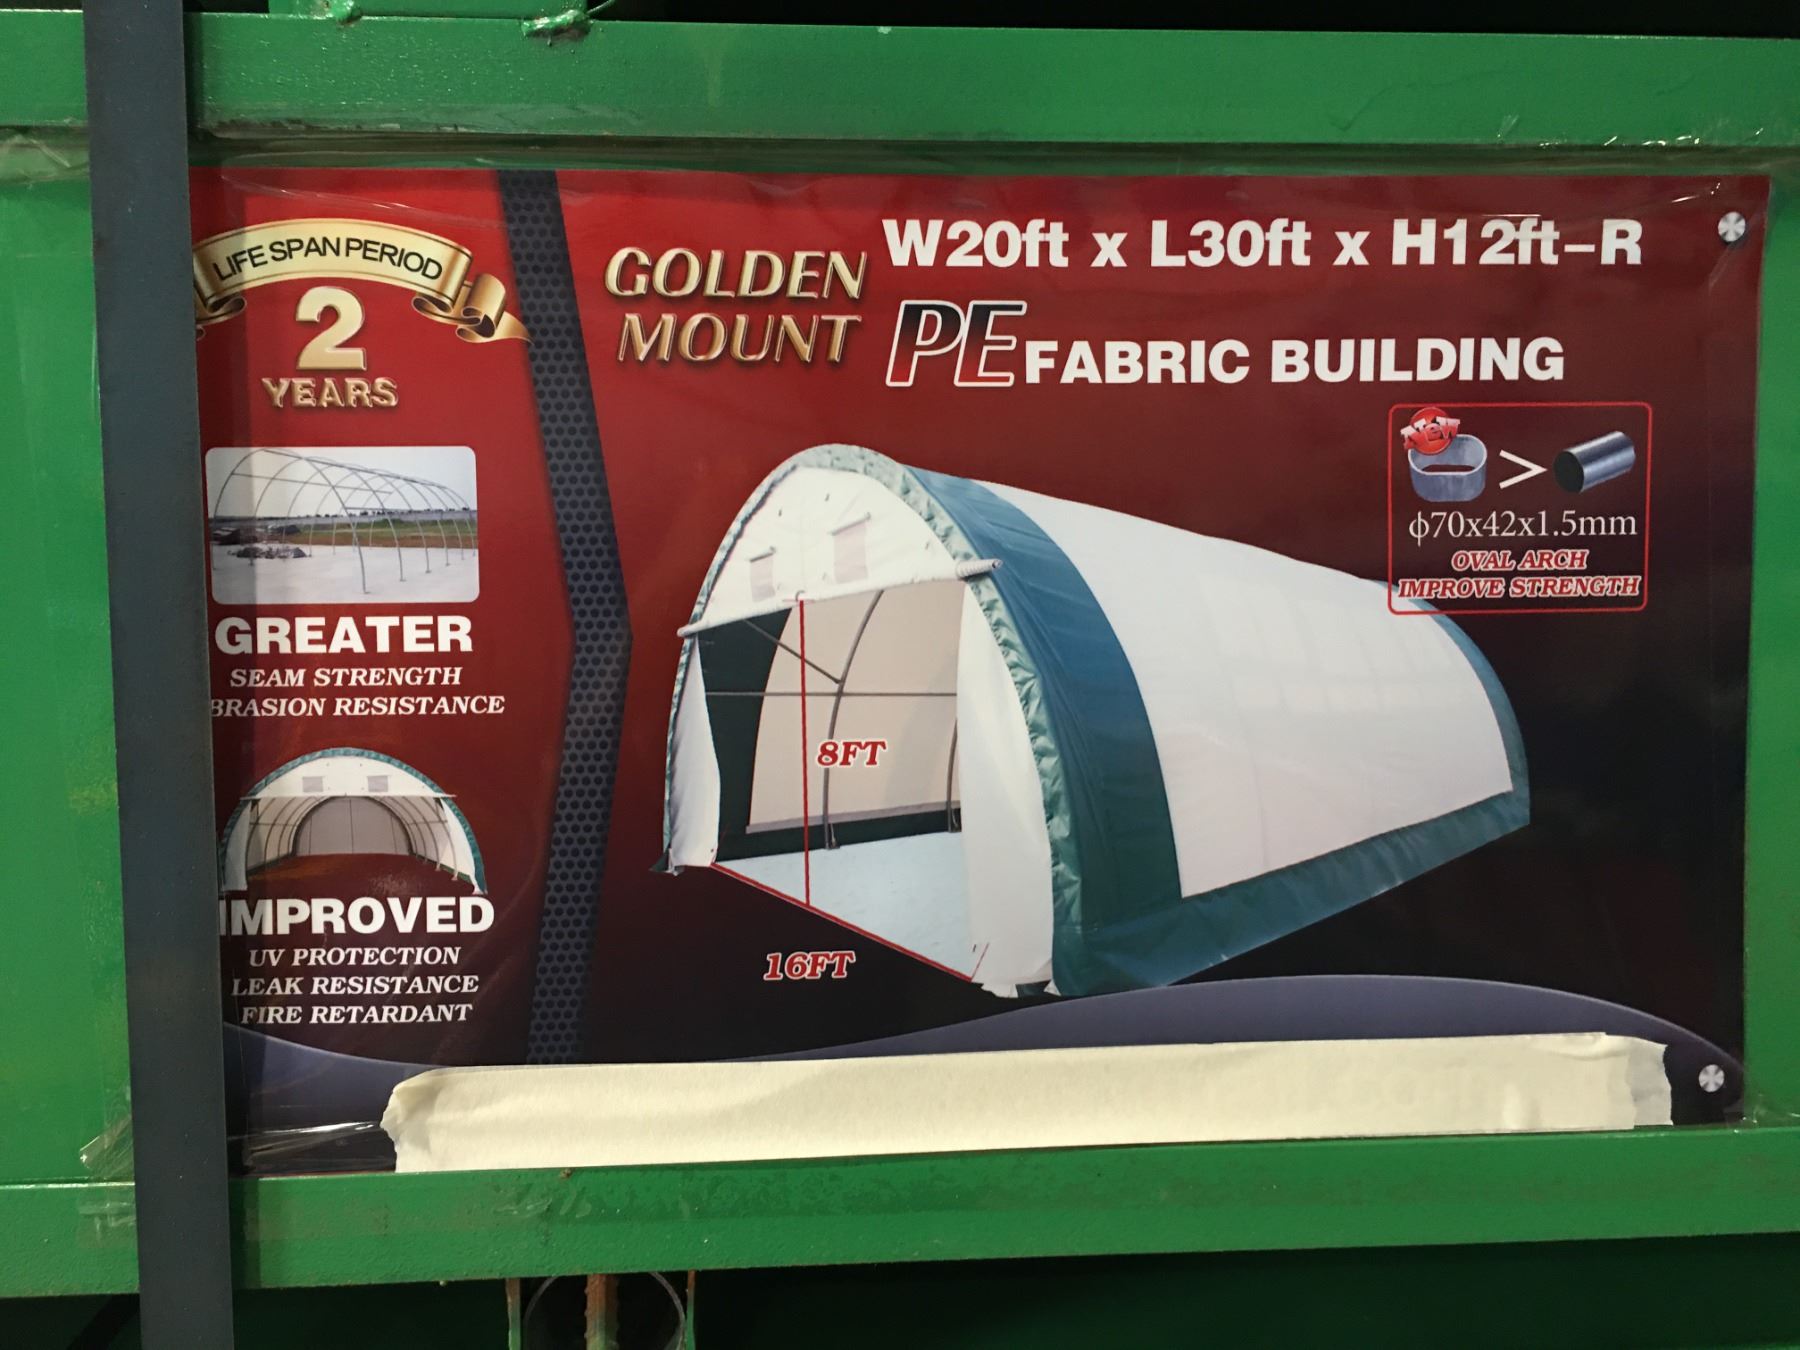 LIFE SPAN PERIOD
2
YEARS
GOLDEN
MOUNT
W20ft x L30ft x H12ft-R
PE FABRIC BUILDING
New
>
ϕ70x42x1.5mm
OVAL ARCH
IMPROVE STRENGTH
GREATER
SEAM STRENGTH
BRASION RESISTANCE
8FT
16FT
IMPROVED
UV PROTECTION
LEAK RESISTANCE
FIRE RETARDANT